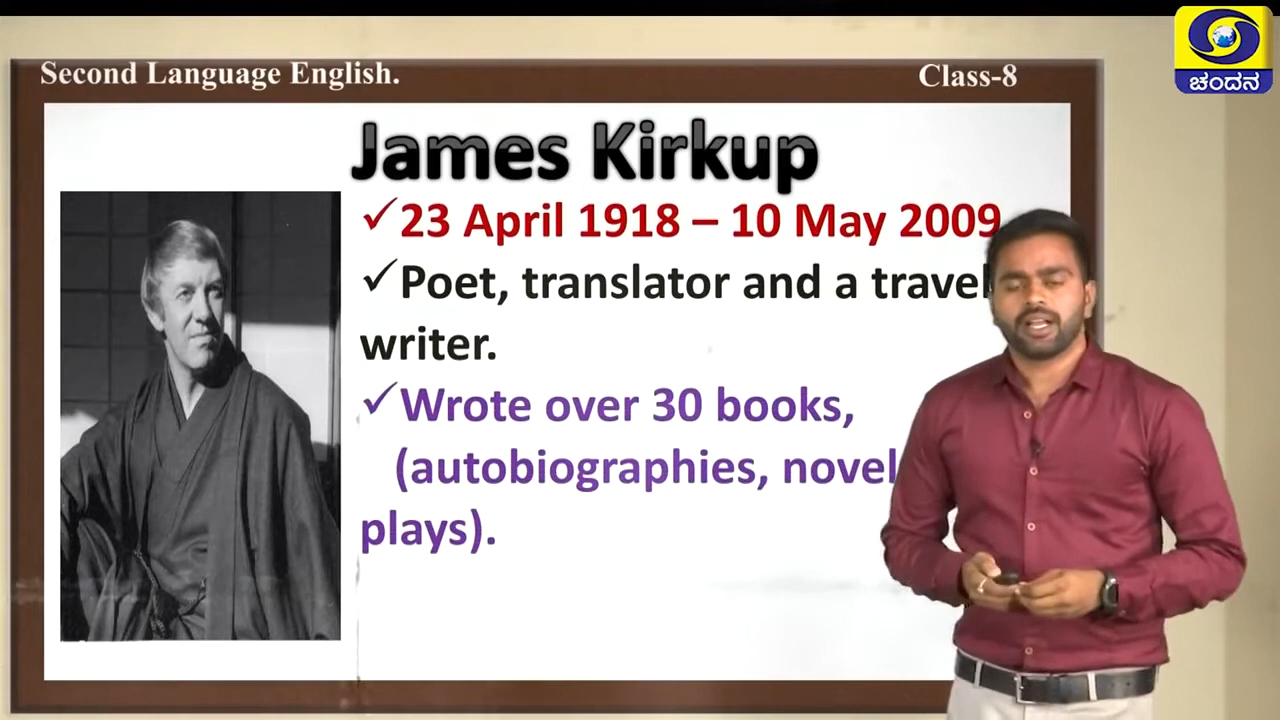 Second Language English.
Class-8
ಚಂದನ
James Kirkup
✓23 April 1918 – 10 May 2009
✓Poet, translator and a travel
writer.
✓Wrote over 30 books,
(autobiographies, novel
plays).